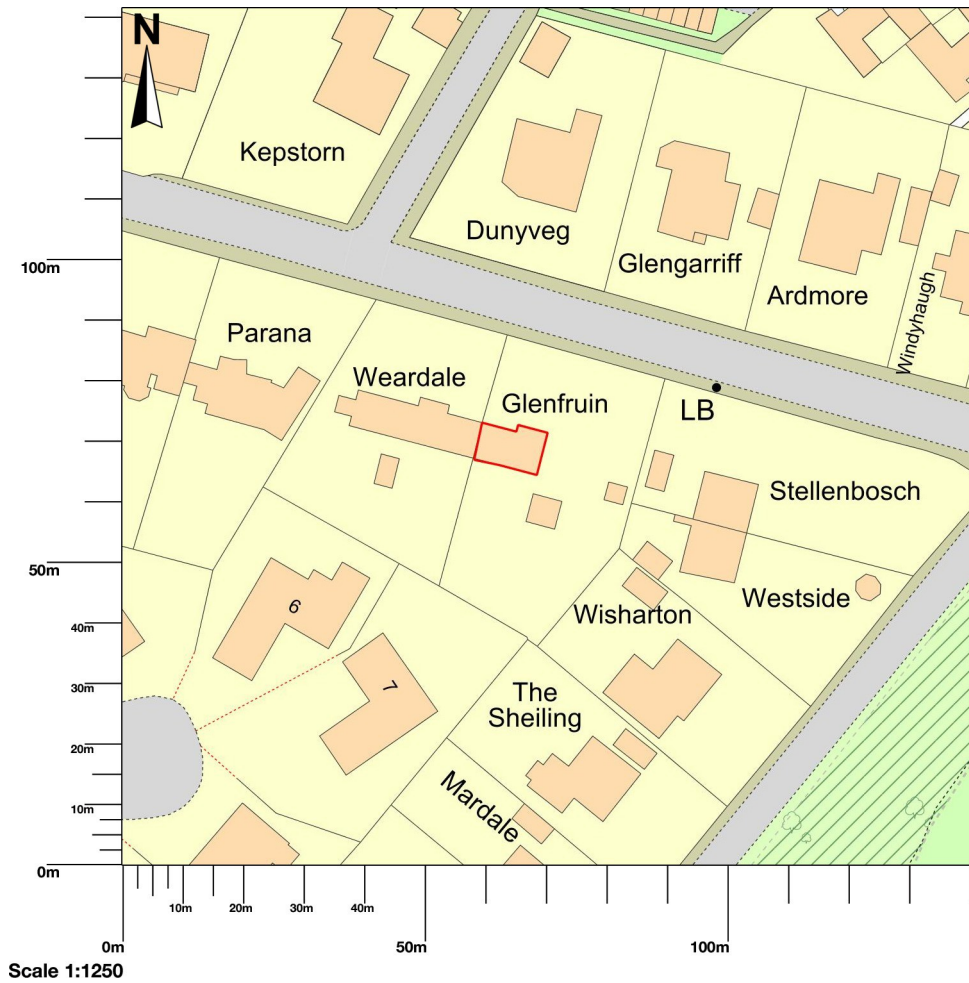 N
Kepstorn
Dunyveg
Glengarriff
Ardmore
Windyhaugh
100m
Parana
Weardale
Glenfruin
LB
Stellenbosch
50m
6
Westside
Wisharton
40m
7
30m
The
Sheiling
20m
Mardale
10m
0m
10m
20m
30m
40m
0m
50m
100m
Scale 1:1250